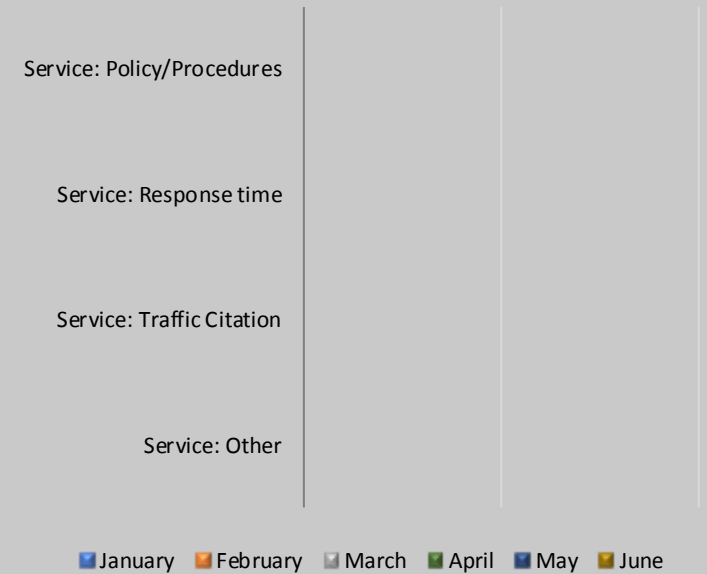 Service: Policy/Procedures
Service: Response time
Service: Traffic Citation
Service: Other
January February March April May June